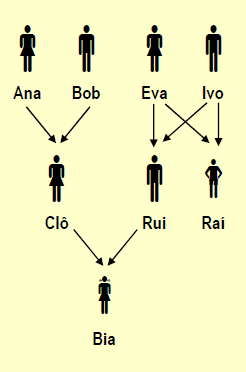 Ana Bob Eva Ivo
Clô Rui Raí
Bia